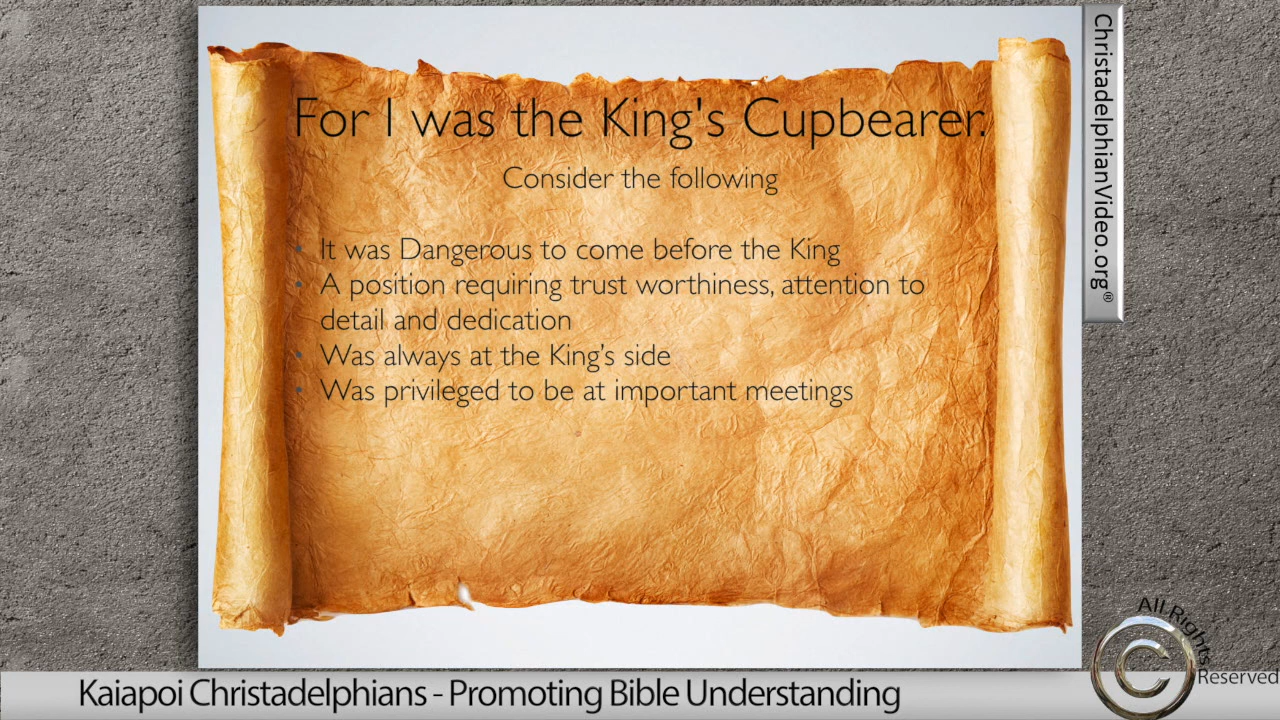 For I was the King's Cupbearer.
Consider the following
• It was Dangerous to come before the King
• A position requiring trust worthiness, attention to
detail and dedication
• Was always at the King’s side
• Was privileged to be at important meetings
ChristadelphianVideo.org®
All Rights
Reserved
Kaiapoi Christadelphians - Promoting Bible Understanding